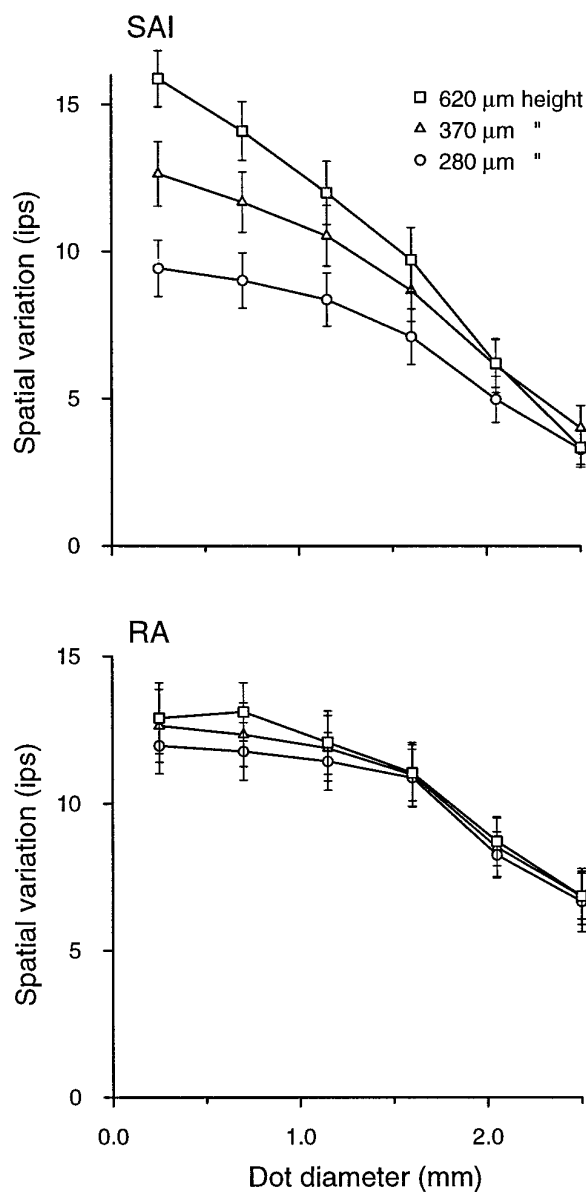 SAI
620 μm height
370 μm "
280 μm "
15
10
5
0
Spatial variation (ips)
RA
15
10
5
0
Spatial variation (ips)
0.0 1.0 2.0
Dot diameter (mm)